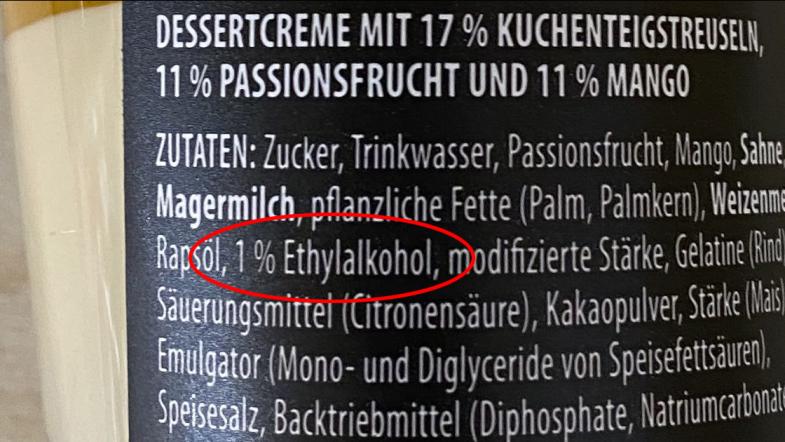 DESSERTCREME MIT 17 % KUCHENTEIGSTREUSELN,
11 % PASSIONSFRUCHT UND 11 % MANGO
ZUTATEN: Zucker, Trinkwasser, Passionsfrucht, Mango, Sahne,
Magermilch, pflanzliche Fette (Palm, Palmkern), Weizenme
Rapsöl, 1 % Ethylalkohol, modifizierte Stärke, Gelatine (Rind)
Säuerungsmittel (Citronensäure), Kakaopulver, Stärke (Mais)
Emulgator (Mono- und Diglyceride von Speisefettsäuren),
Speisesalz, Backtriebmittel (Diphosphate, Natriumcarbonate